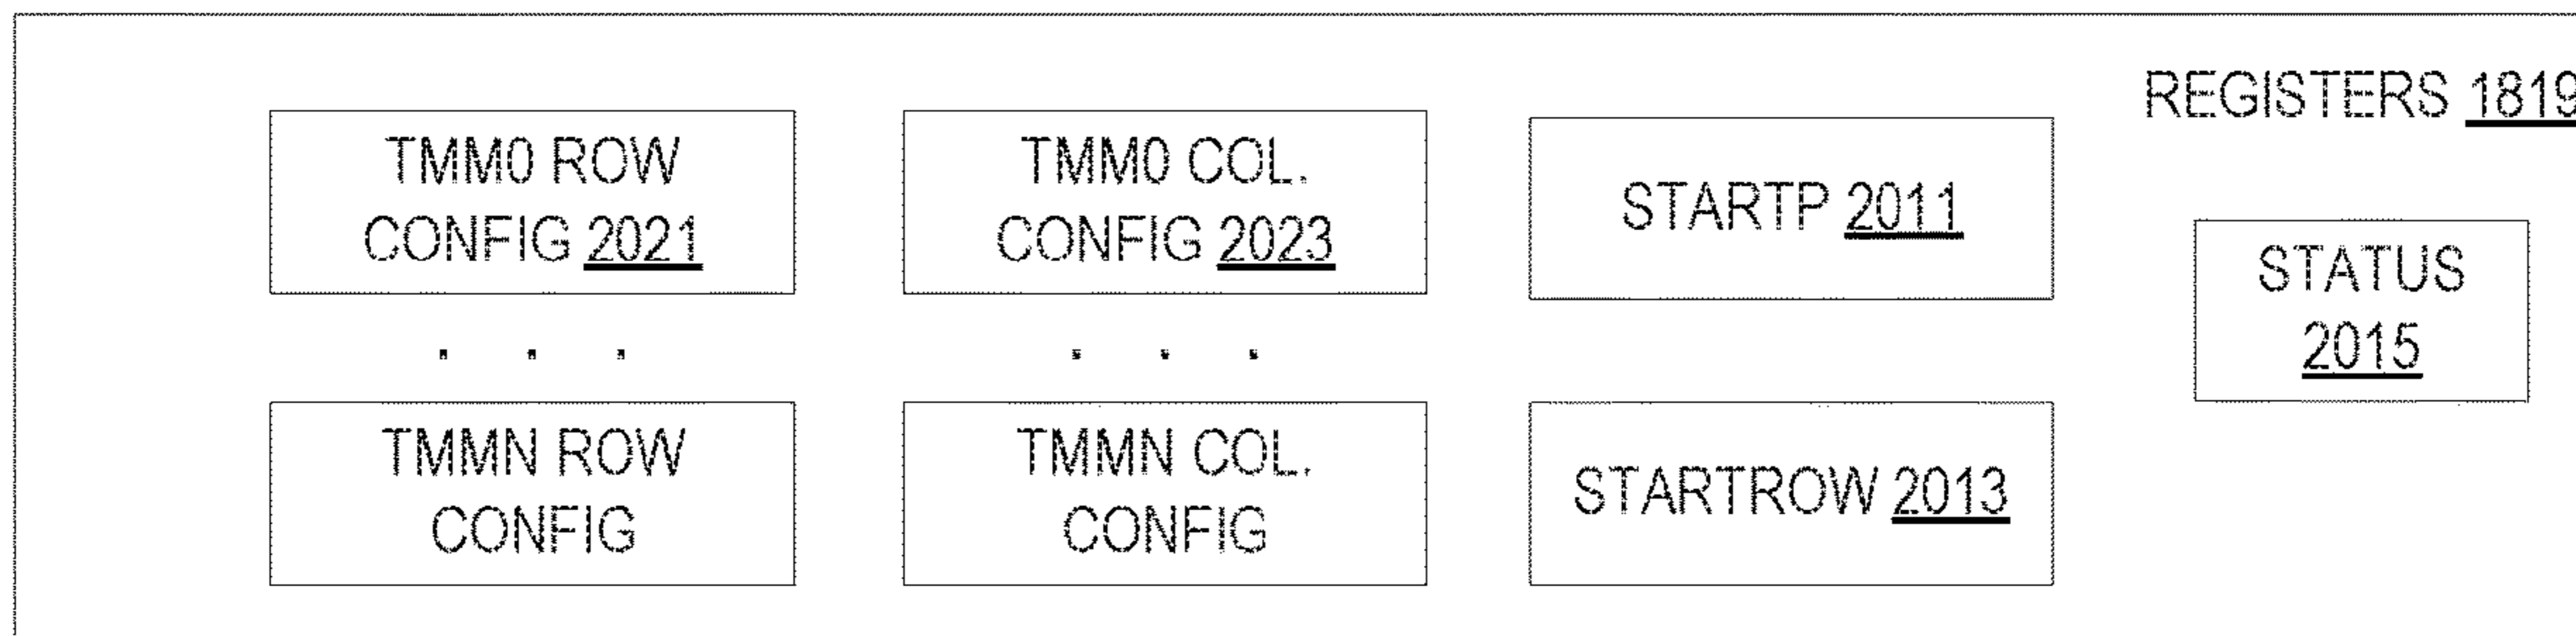 REGISTERS 1819
TMM0 ROW
CONFIG 2021
TMM0 COL.
CONFIG 2023
STARTP 2011
STATUS
2015
. . .
. . .
TMMN ROW
CONFIG
TMMN COL.
CONFIG
STARTROW 2013